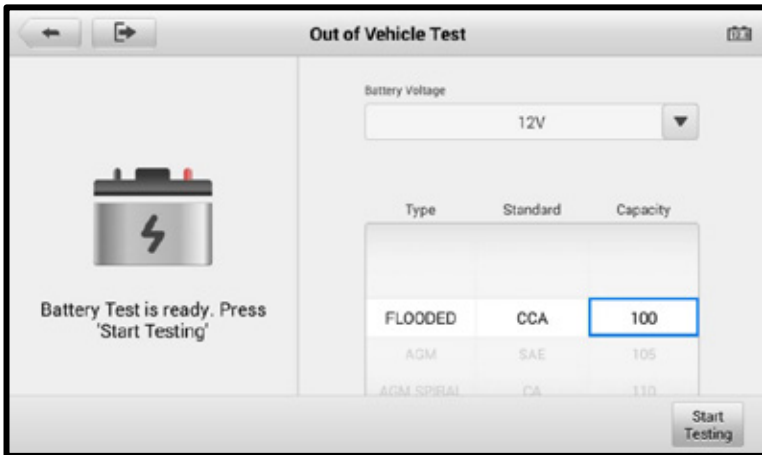 Out of Vehicle Test
Battery Voltage
12V
Type Standard Capacity
FLOODED CCA 100
AGM SAE 105
AGM SPIRAL CA 110
Battery Test is ready. Press
'Start Testing'
Start
Testing